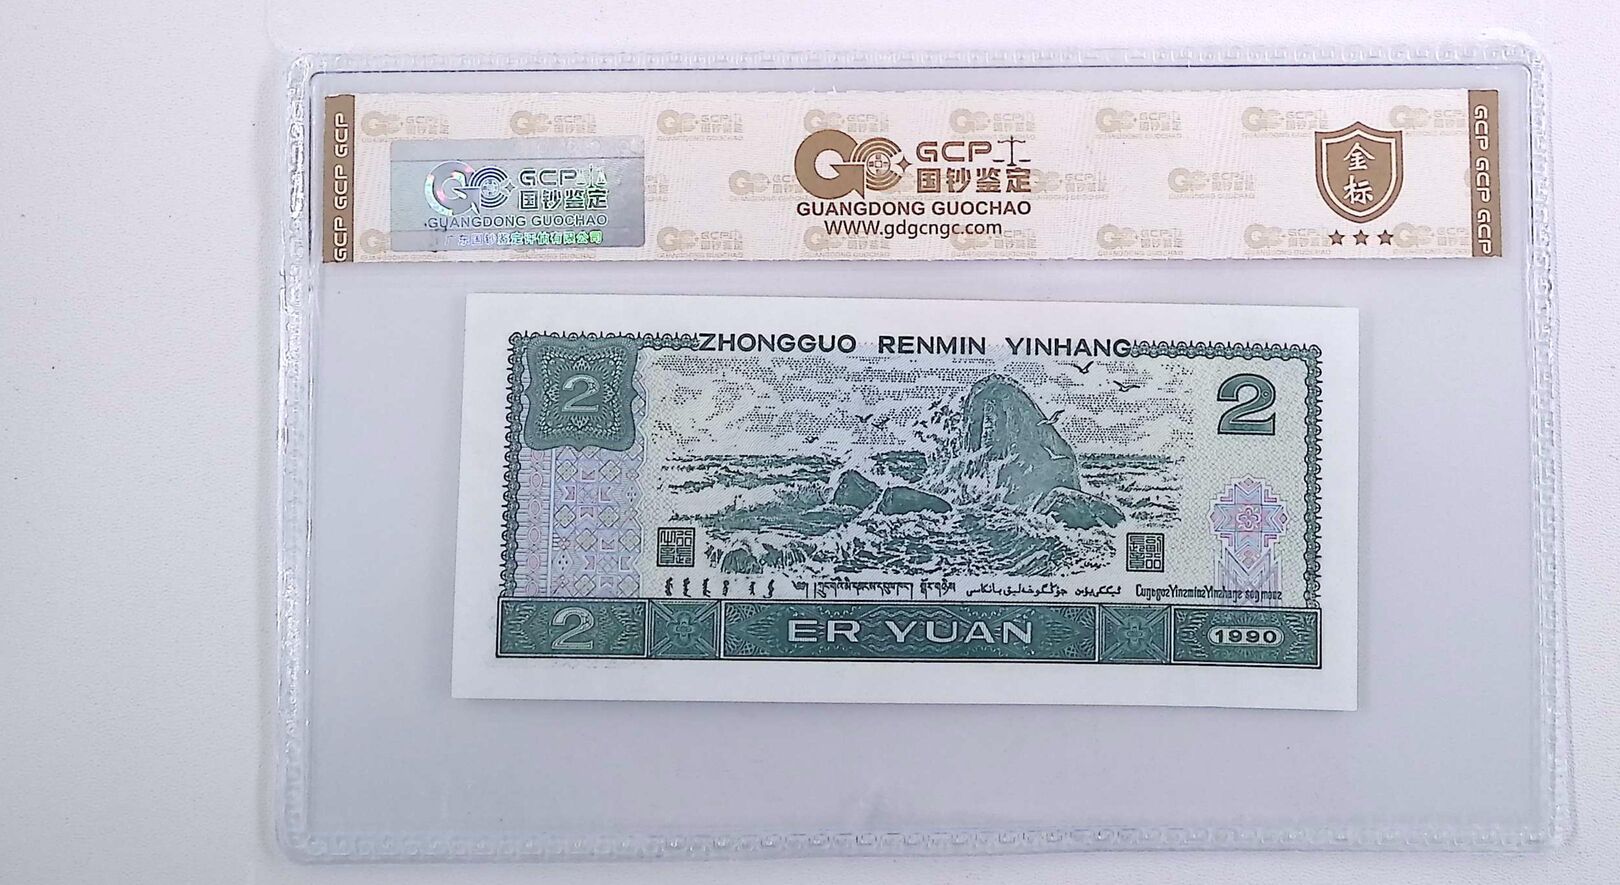 GCP GCP GCP
GCP
国钞鉴定
GUANGDONG GUOCHAO
广东国钞鉴定评估有限公司
GCP
国钞鉴定
GUANGDONG GUOCHAO
www.gdgcngc.com
金标
GCP GCP GCP
ZHONGGUO RENMIN YINHANG
2
2
2
ER YUAN
1990